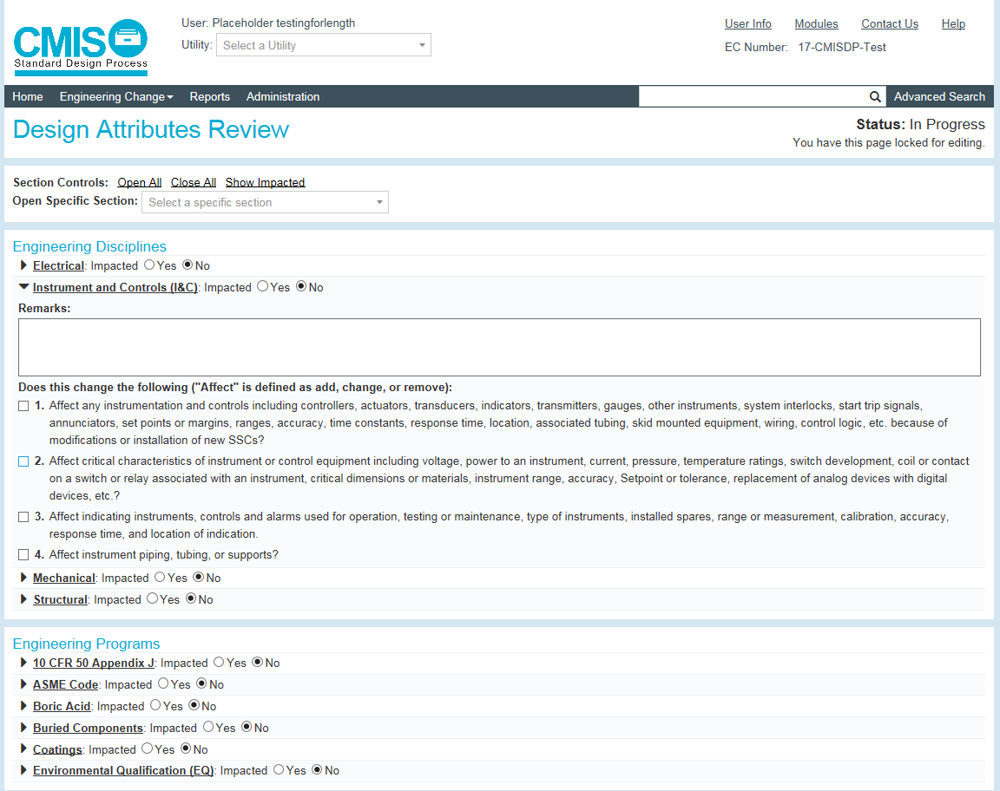 CMIS
Standard Design Process
User: Placeholder testingforlength
Utility: Select a Utility
User Info Modules Contact Us Help
EC Number: 17-CMISDP-Test
Home Engineering Change Reports Administration Advanced Search
Design Attributes Review
Status: In Progress
You have this page locked for editing.
Section Controls: Open All Close All Show Impacted
Open Specific Section: Select a specific section
Engineering Disciplines
Electrical: Impacted Yes No
Instrument and Controls (I&C): Impacted Yes No
Remarks:
Does this change the following ("Affect" is defined as add, change, or remove):
1. Affect any instrumentation and controls including controllers, actuators, transducers, indicators, transmitters, gauges, other instruments, system interlocks, start trip signals,
annunciators, set points or margins, ranges, accuracy, time constants, response time, location, associated tubing, skid mounted equipment, wiring, control logic, etc. because of
modifications or installation of new SSCs?
2. Affect critical characteristics of instrument or control equipment including voltage, power to an instrument, current, pressure, temperature ratings, switch development, coil or contact
on a switch or relay associated with an instrument, critical dimensions or materials, instrument range, accuracy, Setpoint or tolerance, replacement of analog devices with digital
devices, etc.?
3. Affect indicating instruments, controls and alarms used for operation, testing or maintenance, type of instruments, installed spares, range or measurement, calibration, accuracy,
response time, and location of indication.
4. Affect instrument piping, tubing, or supports?
Mechanical: Impacted Yes No
Structural: Impacted Yes No
Engineering Programs
10 CFR 50 Appendix J: Impacted Yes No
ASME Code: Impacted Yes No
Boric Acid: Impacted Yes No
Buried Components: Impacted Yes No
Coatings: Impacted Yes No
Environmental Qualification (EQ): Impacted Yes No